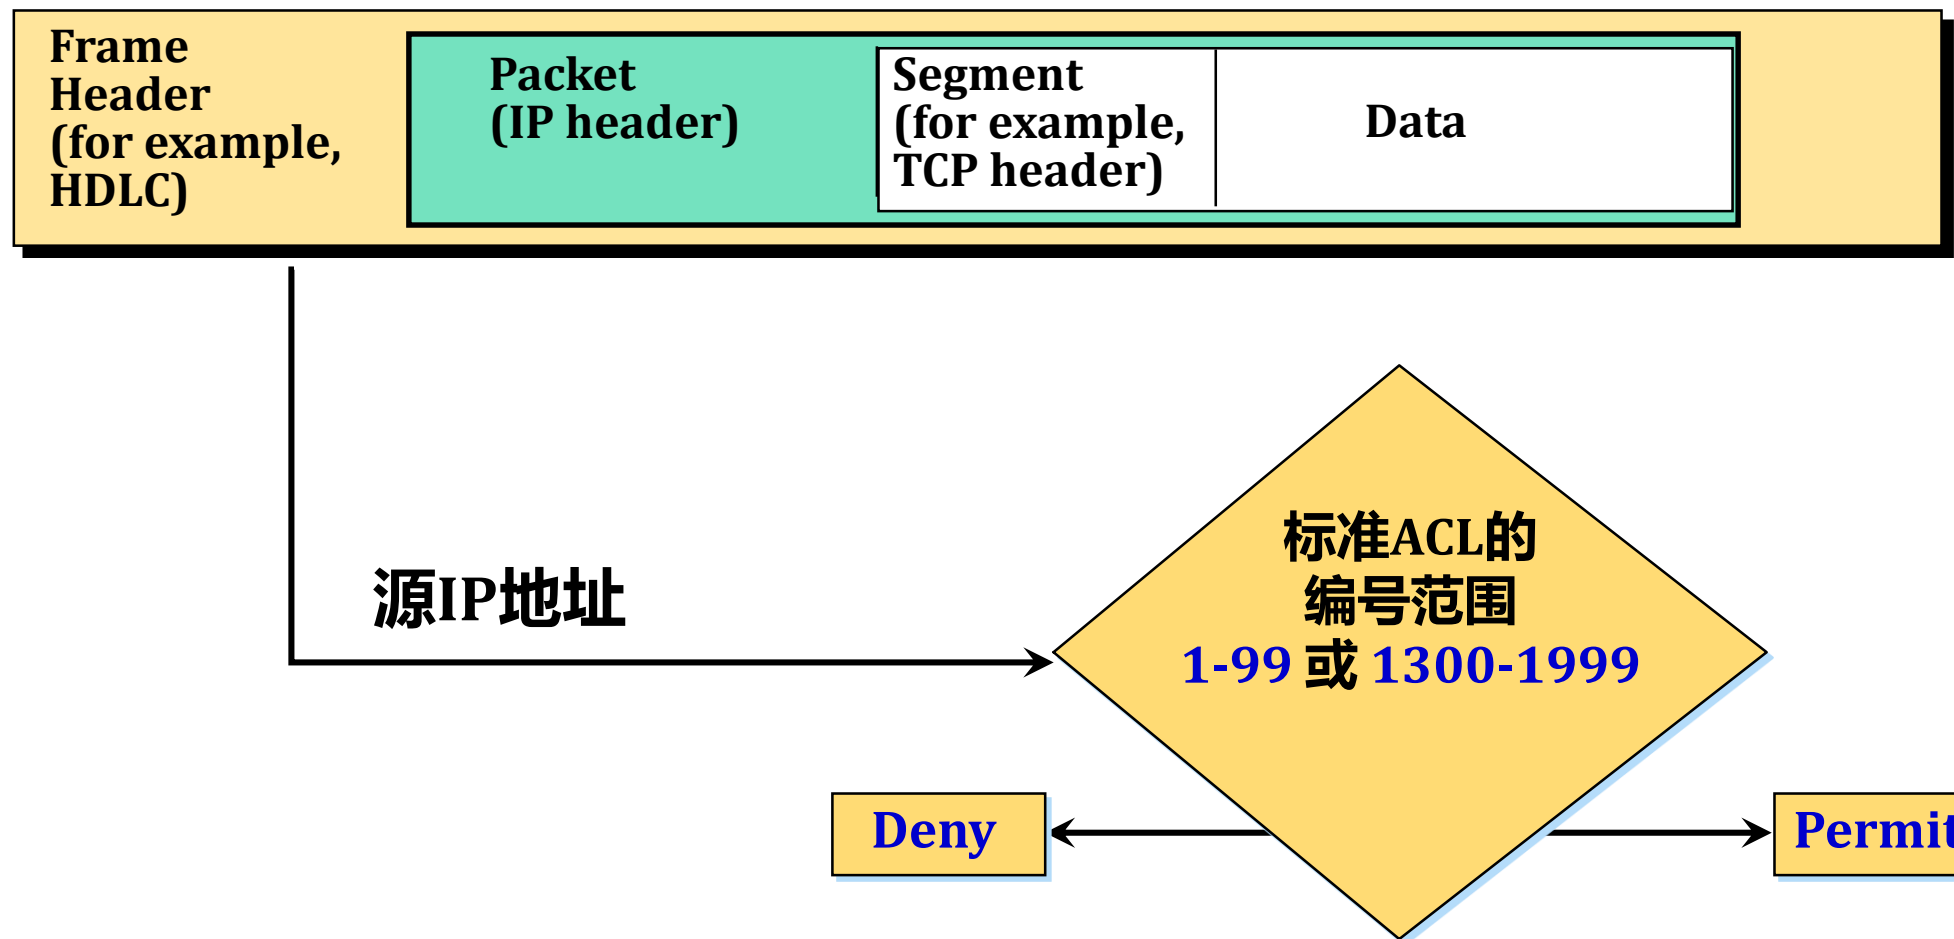 Frame
Header
(for example,
HDLC)
Packet
(IP header)
Segment
(for example,
TCP header)
Data
源IP地址
标准ACL的
编号范围
1-99 或 1300-1999
Deny
Permit